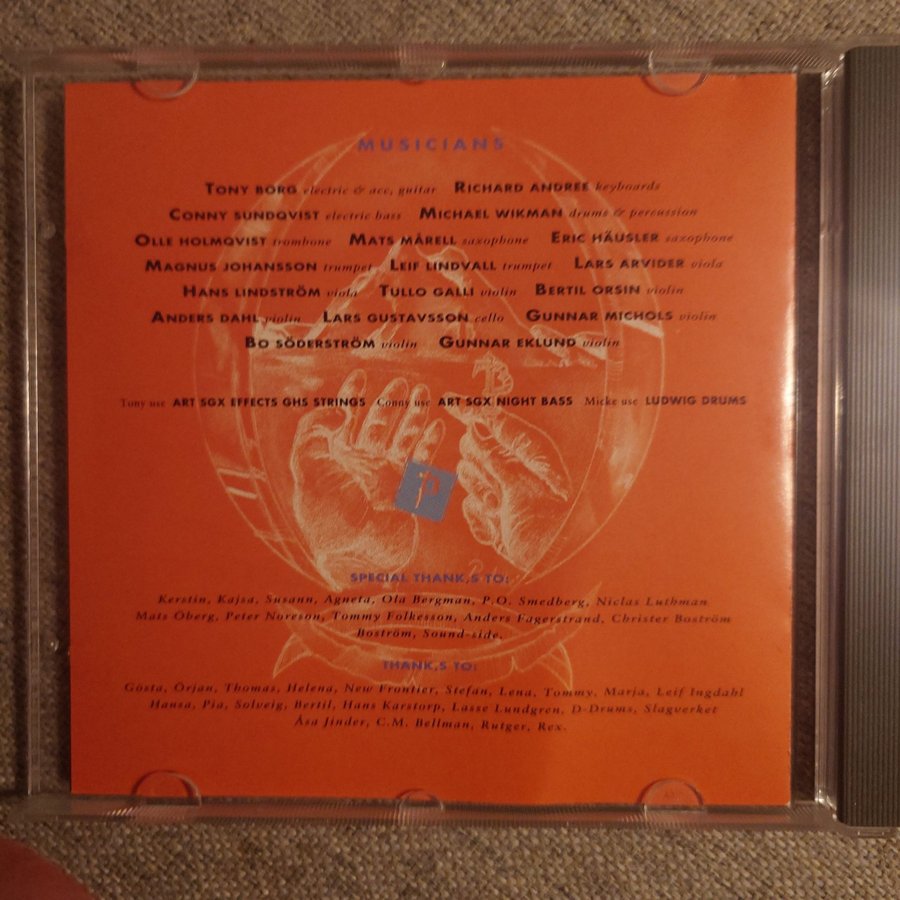 MUSICIANS
TONY BORG electric & acc, guitar RICHARD ANDREE keyboards
CONNY SUNDQVIST electric bass MICHAEL WIKMAN drums & percussion
OLLE HOLMQVIST trombone MATS MÅRELL saxophone ERIC HÄUSLER saxophone
MAGNUS JOHANSSON trumpet LEIF LINDVALL trumpet LARS ARVIDER viola
HANS LINDSTRÖM viola TULLO GALLI violin BERTIL ORSIN violin
ANDERS DAHL violin LARS GUSTAVSSON cello GUNNAR MICHOLS violin
BO SÖDERSTRÖM violin GUNNAR EKLUND violin
Tony use ART SGX EFFECTS GHS STRINGS Conny use ART SGX NIGHT BASS Micke use LUDWIG DRUMS
SPECIAL THANK,S TO:
Kerstin, Kajsa, Susann, Agneta, Ola Bergman, P.O. Smedberg, Niclas Luthman
Mats Öberg, Peter Noreson, Tommy Folkesson, Anders Fagerstrand, Christer Boström
Boström, Sound-side.
THANK,S TO:
Gösta, Örjan, Thomas, Helena, New Frontier, Stefan, Lena, Tommy, Marja, Leif Ingdahl
Hansa, Pia, Solveig, Bertil, Hans Karstorp, Lasse Lundgren, D-Drums, Slagverket
Åsa Jinder, C.M. Bellman, Rutger, Rex.